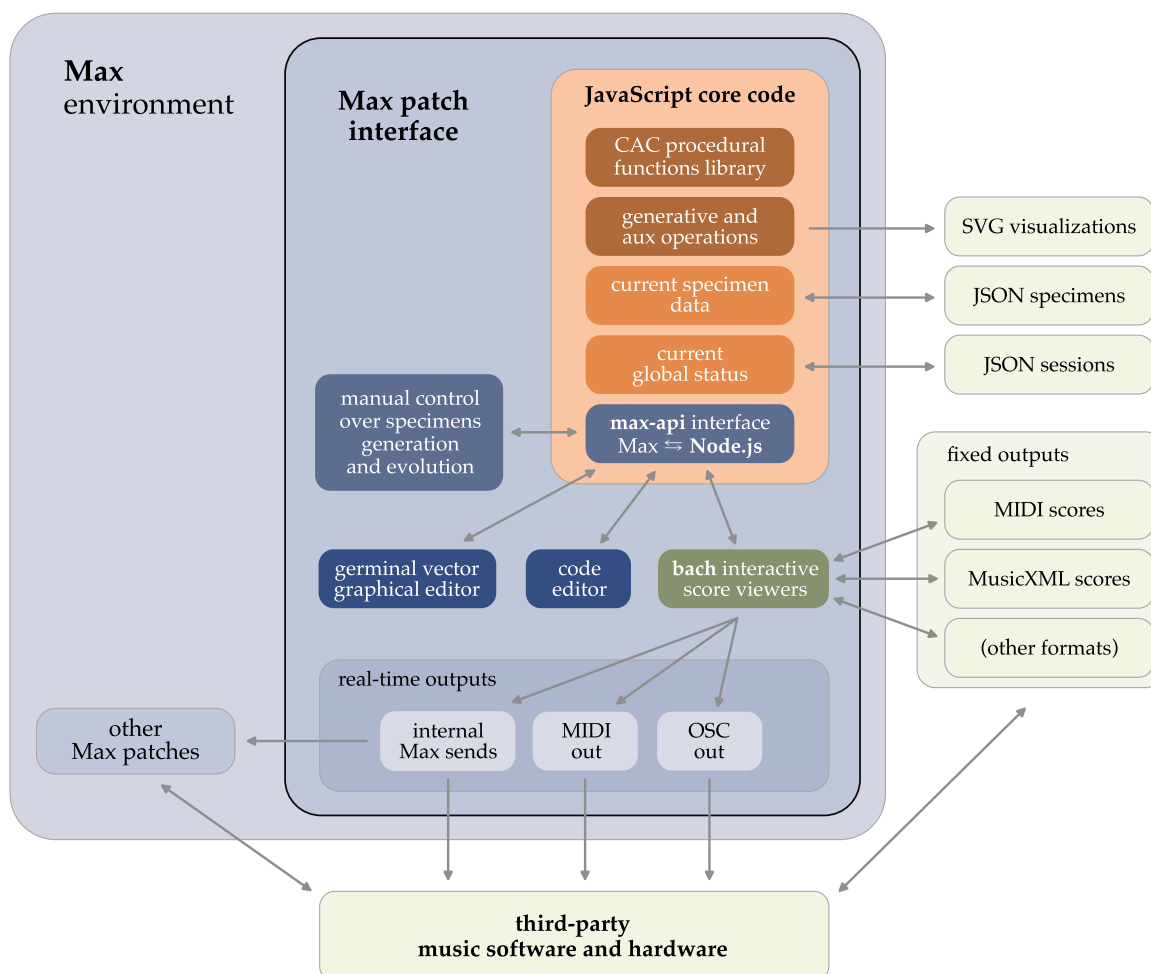 Max
environment
Max patch
interface
JavaScript core code
CAC procedural
functions library
generative and
aux operations
current specimen
data
current
global status
max-api interface
Max ⇆ Node.js
SVG visualizations
JSON specimens
JSON sessions
manual control
over specimens
generation
and evolution
fixed outputs
MIDI scores
MusicXML scores
(other formats)
germinal vector
graphical editor
code
editor
bach interactive
score viewers
real-time outputs
internal
Max sends
MIDI
out
OSC
out
other
Max patches
third-party
music software and hardware